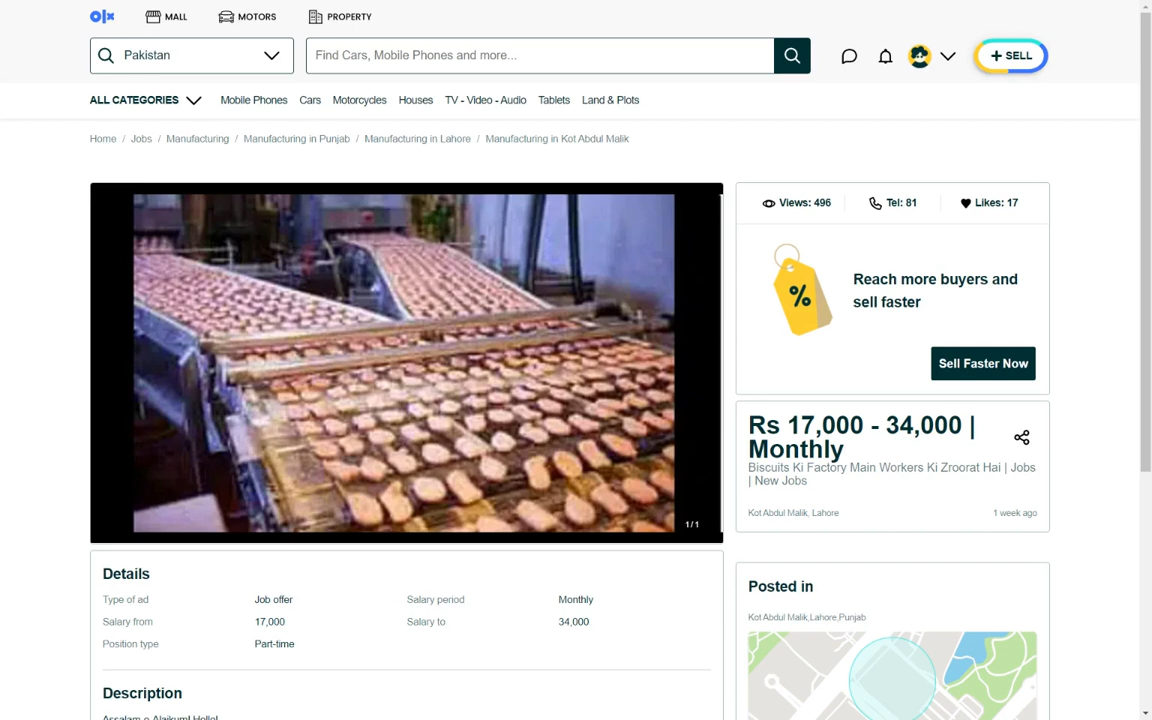 olx MALL MOTORS PROPERTY
Pakistan Find Cars, Mobile Phones and more... + SELL
ALL CATEGORIES Mobile Phones Cars Motorcycles Houses TV - Video - Audio Tablets Land & Plots
Home / Jobs / Manufacturing / Manufacturing in Punjab / Manufacturing in Lahore / Manufacturing in Kot Abdul Malik
1 / 1
Views: 496 Tel: 81 Likes: 17
%
Reach more buyers and
sell faster
Sell Faster Now
Rs 17,000 - 34,000 |
Monthly
Biscuits Ki Factory Main Workers Ki Zroorat Hai | Jobs
| New Jobs
Kot Abdul Malik, Lahore 1 week ago
Details
Type of ad Job offer Salary period Monthly
Salary from 17,000 Salary to 34,000
Position type Part-time
Description
Assalam o Alaikum! Hello!
Posted in
Kot Abdul Malik,Lahore,Punjab